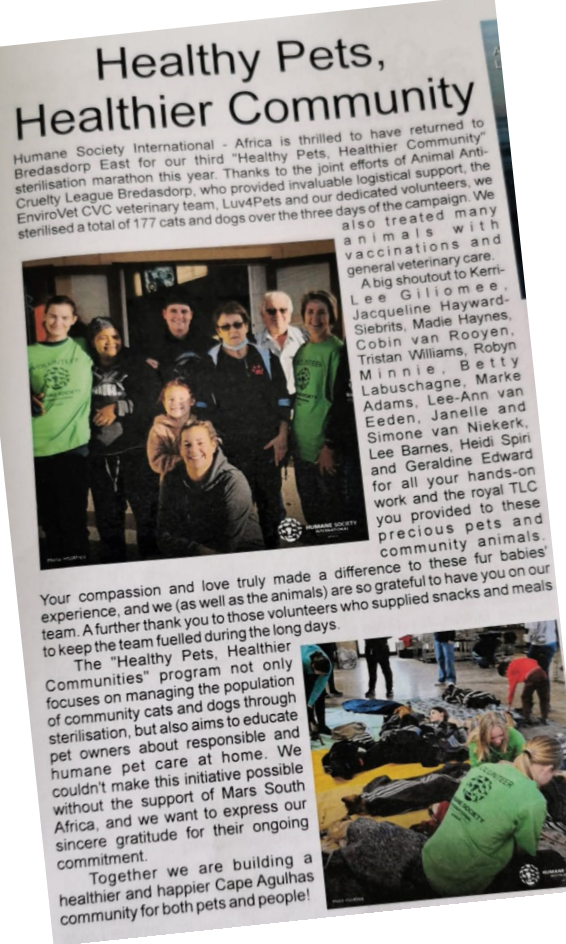 Healthy Pets,
Healthier Community
Humane Society International - Africa is thrilled to have returned to
Bredasdorp East for our third "Healthy Pets, Healthier Community"
sterilisation marathon this year. Thanks to the joint efforts of Animal Anti-
Cruelty League Bredasdorp, who provided invaluable logistical support, the
EnviroVet CVC veterinary team, Luv4Pets and our dedicated volunteers, we
sterilised a total of 177 cats and dogs over the three days of the campaign. We
also treated many
animals with
vaccinations and
general veterinary care.
A big shoutout to Kerri-
Lee Giliomee,
Jacqueline Hayward-
Siebrits, Madie Haynes,
Cobin van Rooyen,
Tristan Williams, Robyn
Minnie, Betty
Labuschagne, Marke
Adams, Lee-Ann van
Eeden, Janelle and
Simone van Niekerk,
Lee Barnes, Heidi Spiri
and Geraldine Edward
for all your hands-on
work and the royal TLC
you provided to these
precious pets and
community animals.
HUMANE SOCIETY
INTERNATIONAL
Your compassion and love truly made a difference to these fur babies'
experience, and we (as well as the animals) are so grateful to have you on our
team. A further thank you to those volunteers who supplied snacks and meals
to keep the team fuelled during the long days.
The "Healthy Pets, Healthier
Communities" program not only
focuses on managing the population
of community cats and dogs through
sterilisation, but also aims to educate
pet owners about responsible and
humane pet care at home. We
couldn't make this initiative possible
without the support of Mars South
Africa, and we want to express our
sincere gratitude for their ongoing
commitment.
Together we are building a
healthier and happier Cape Agulhas
community for both pets and people!
VOLUNTEER
HUMANE SOCIETY
INTERNATIONAL
HUMANE